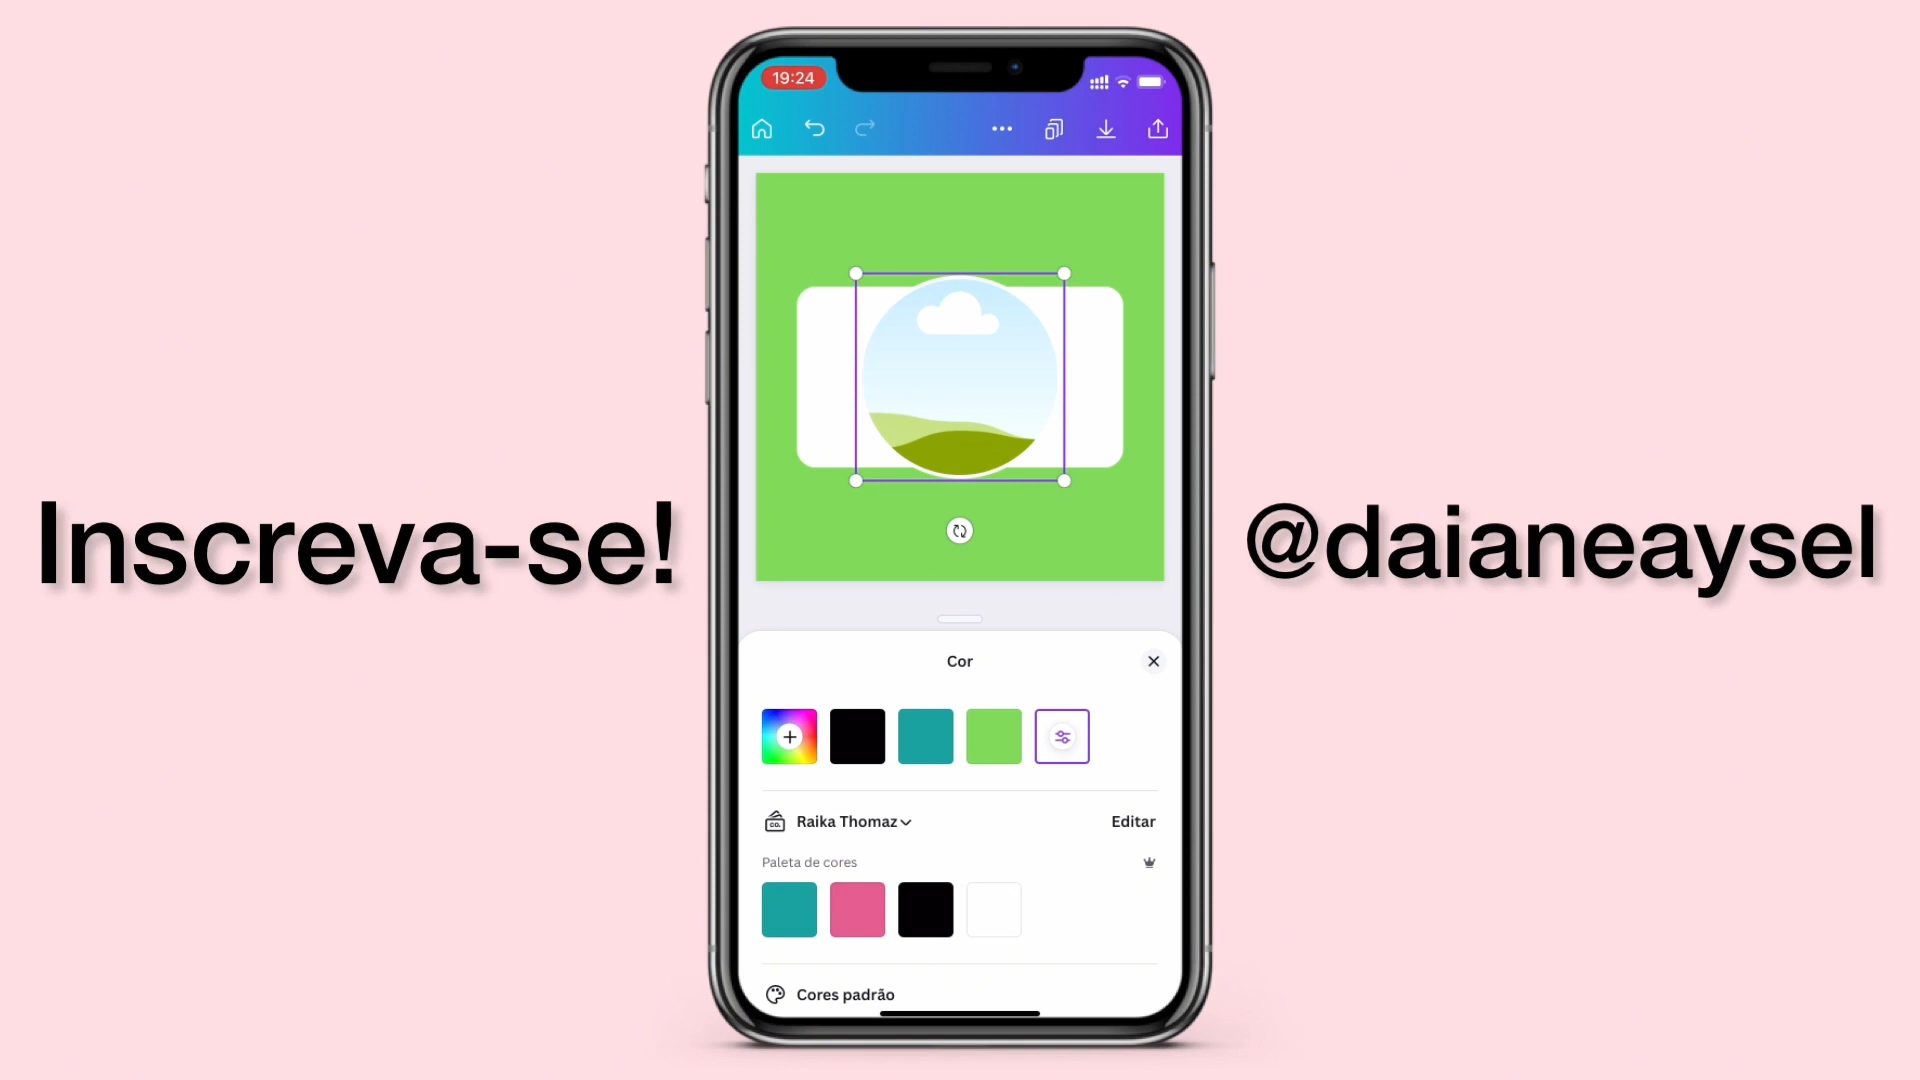 19:24
Inscreva-se!
@daianeaysel
Cor
Raika Thomaz
Editar
Paleta de cores
Cores padrão